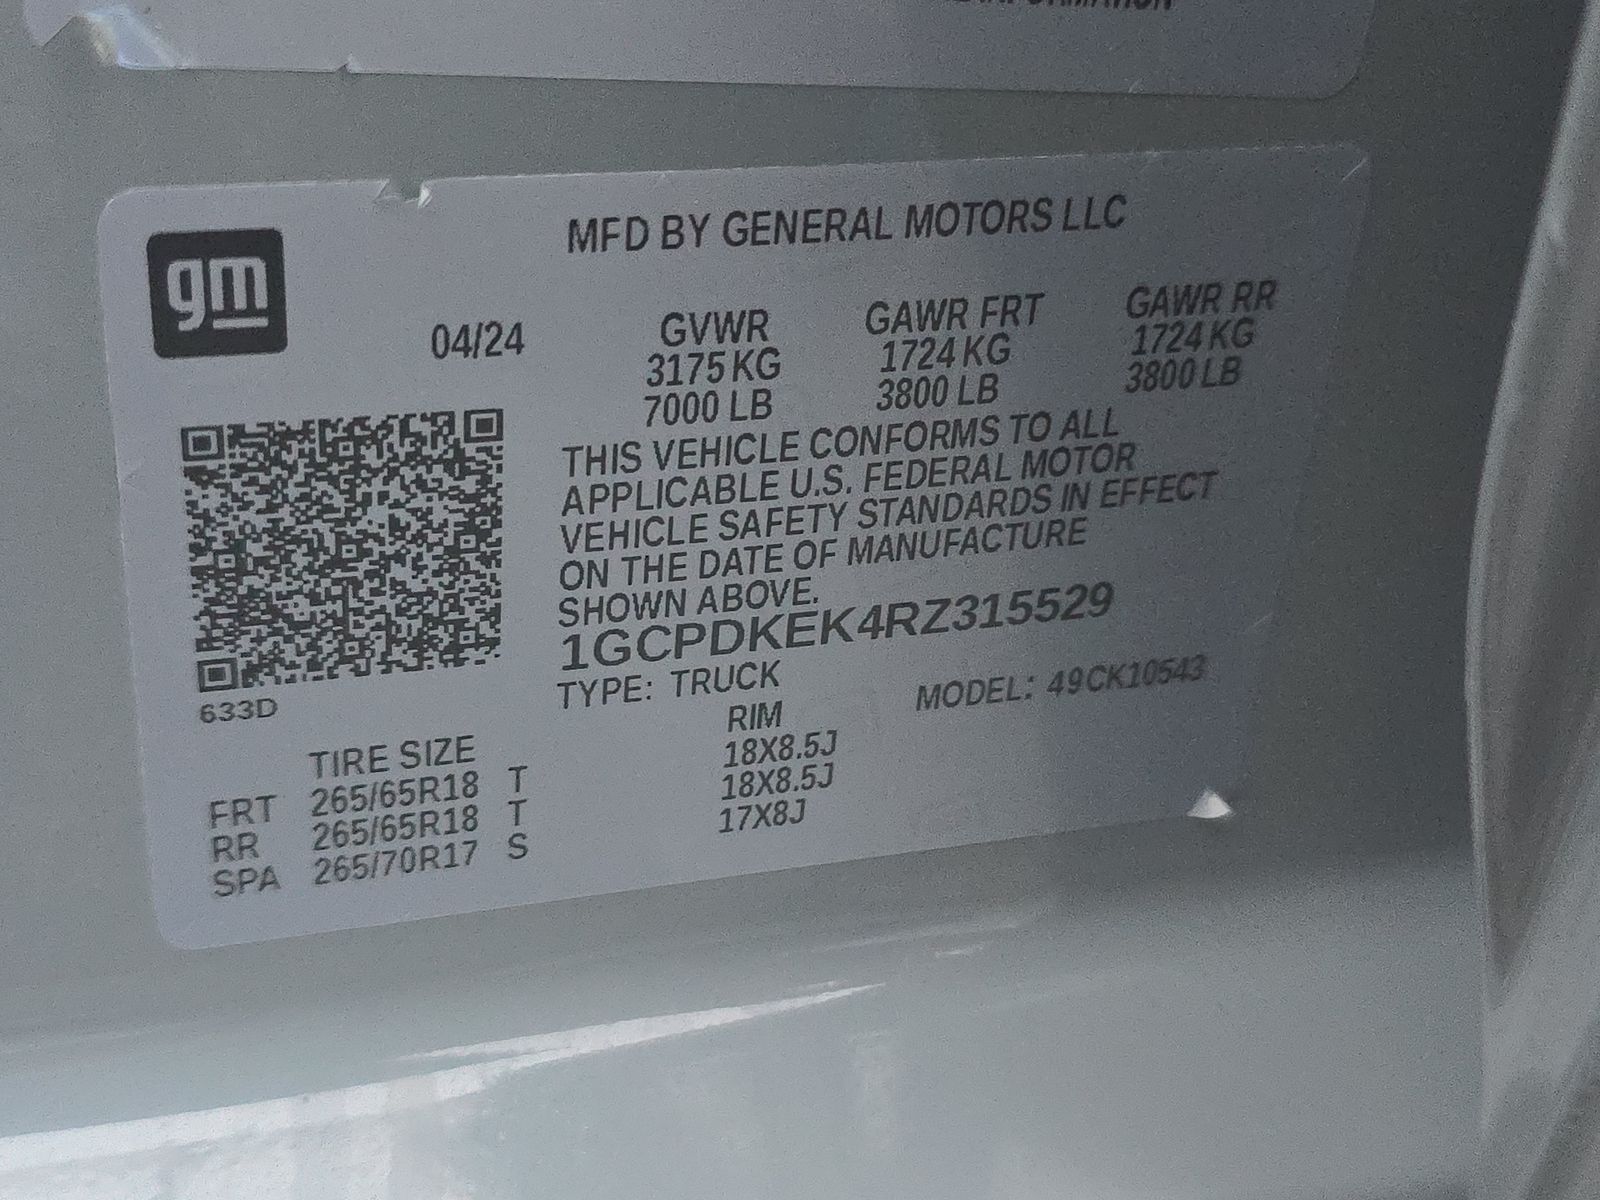 gm
MFD BY GENERAL MOTORS LLC
04/24
GVWR GAWR FRT GAWR RR
3175 KG 1724 KG 1724 KG
7000 LB 3800 LB 3800 LB
THIS VEHICLE CONFORMS TO ALL
APPLICABLE U.S. FEDERAL MOTOR
VEHICLE SAFETY STANDARDS IN EFFECT
ON THE DATE OF MANUFACTURE
SHOWN ABOVE.
1GCPDKEK4RZ315529
TYPE: TRUCK MODEL: 49CK10543
633D
TIRE SIZE RIM
FRT 265/65R18 T 18X8.5J
RR 265/65R18 T 18X8.5J
SPA 265/70R17 S 17X8J